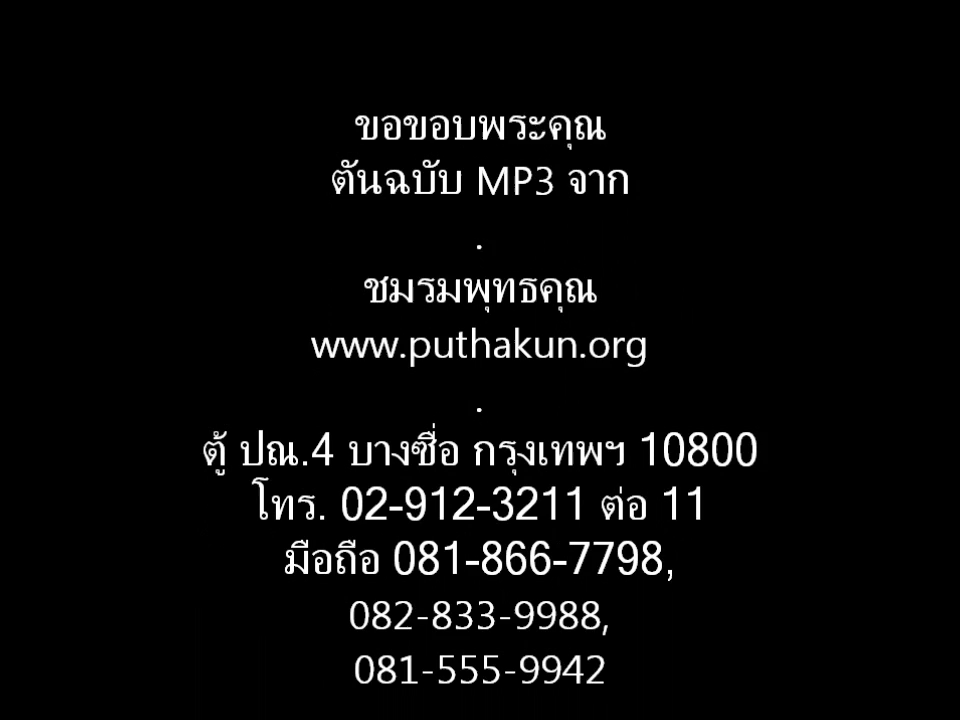 ขอขอบพระคุณ
ต้นฉบับ MP3 จาก
.
ชมรมพุทธคุณ
www.puthakun.org
.
ตู้ ปณ.4 บางซื่อ กรุงเทพฯ 10800
โทร. 02-912-3211 ต่อ 11
มือถือ 081-866-7798,
082-833-9988,
081-555-9942